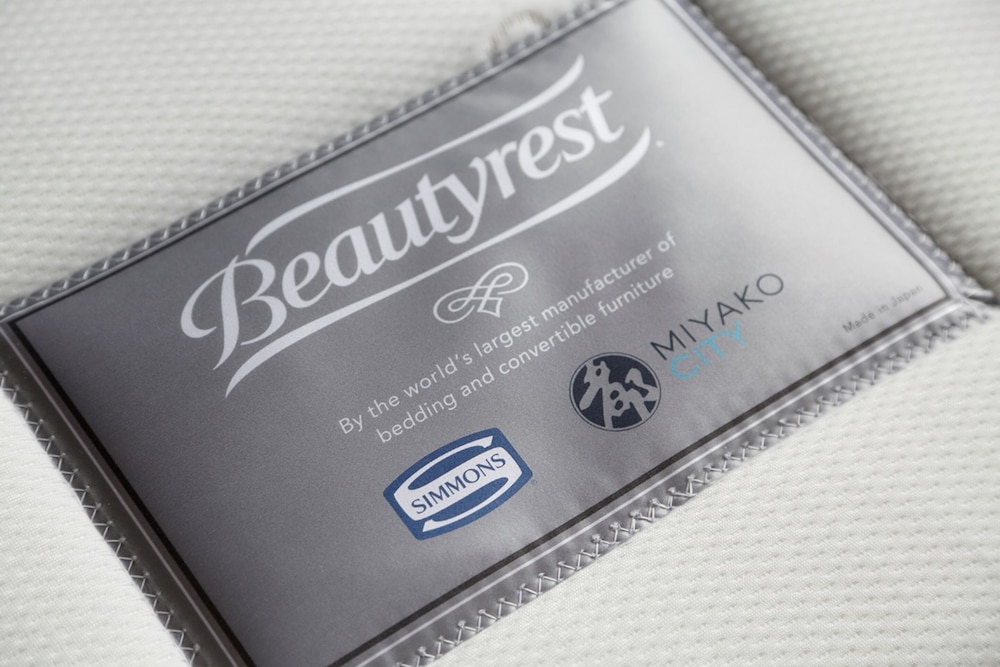 Beautyrest
By the world's largest manufacturer of
bedding and convertible furniture
SIMMONS
都
MIYAKO
CITY
Made in Japan